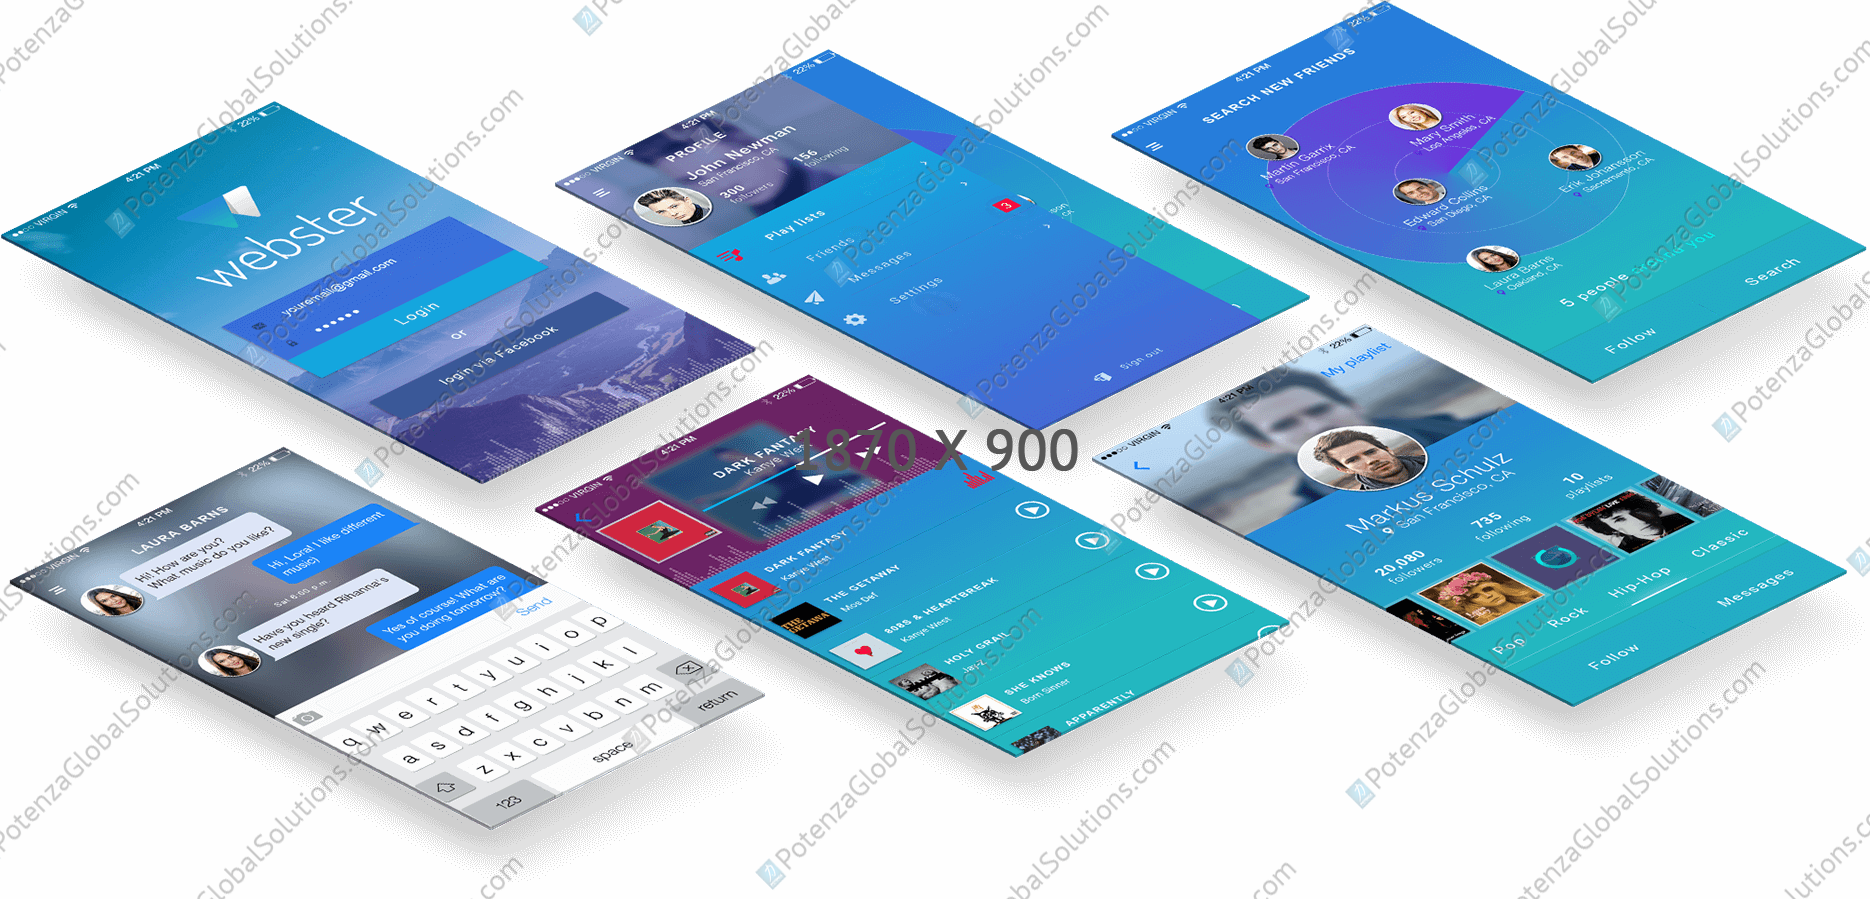 VIRGIN 4:21 PM 22%
webster
youremail@gmail.com
••••••
Login
or
login via Facebook
VIRGIN 4:21 PM 22%
PROFILE
John Newman
San Francisco, CA
300 followers
156 following
Play lists
Friends
Messages
3
Settings
Sign out
VIRGIN 4:21 PM 22%
SEARCH NEW FRIENDS
Martin Garrix
San Francisco, CA
Mary Smith
Los Angeles, CA
Edward Collins
San Diego, CA
Erik Johansson
Sacramento, CA
Laura Barns
Oakland, CA
5 people around you
Follow
Search
VIRGIN 4:21 PM 22%
LAURA BARNS
Hi! How are you?
What music do you like?
Hi, Lora! I like different
music)
Sat 6:50 p.m.
Have you heard Rihanna's
new single?
Yes of course! What are
you doing tomorrow?
Send
q w e r t y u i o p
a s d f g h j k l
z x c v b n m
123 space return
VIRGIN 4:21 PM 22%
DARK FANTASY
Kanye West
DARK FANTASY
Kanye West
THE GETAWAY
Mos Def
808S & HEARTBREAK
Kanye West
HOLY GRAIL
Jay-Z
SHE KNOWS
Born Sinner
APPARENTLY
1870 X 900
VIRGIN 4:21 PM 22%
My playlist
Markus Schulz
San Francisco, CA
20,080 followers
735 following
10 playlists
Pop Rock Hip-Hop Classic
Follow
Messages
PotenzaGlobalSolutions.com